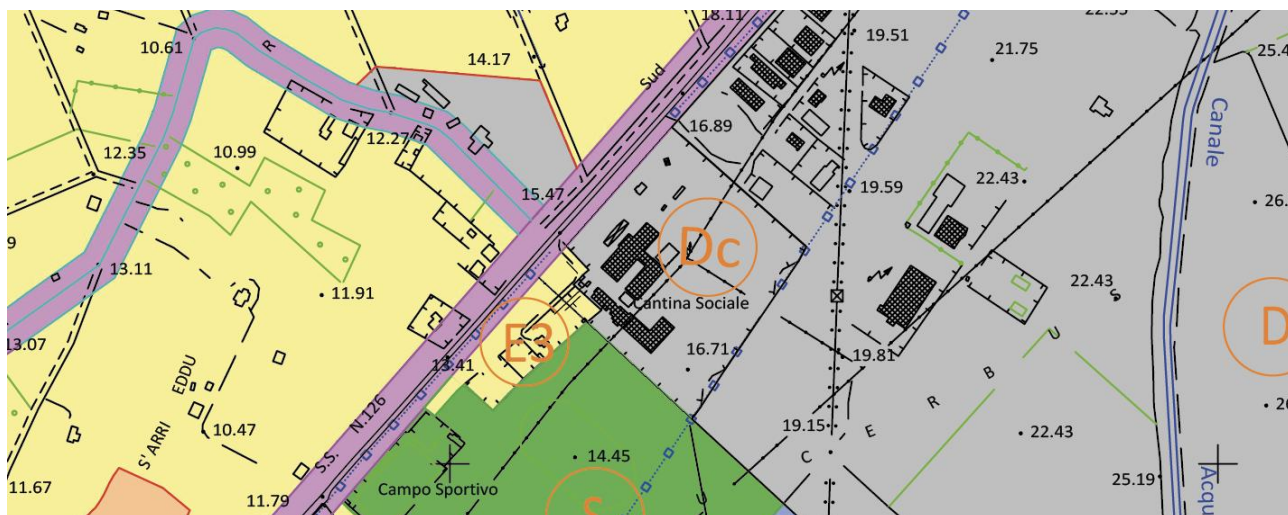 18.11
22.55
10.61
R
14.17
19.51
21.75
25.4
Sud
Canale
16.89
12.27
12.35
10.99
22.43
15.47
19.59
26.
9
Dc
13.11
11.91
22.43
Cantina Sociale
D
E3
13.07
16.71
U
13.41
19.81
EDDU
B
R
N.126
10.47
S'ARRI
19.15
E
22.43
C
S.S.
14.45
25.19
Acqu
11.67
Campo Sportivo
11.79
S
U